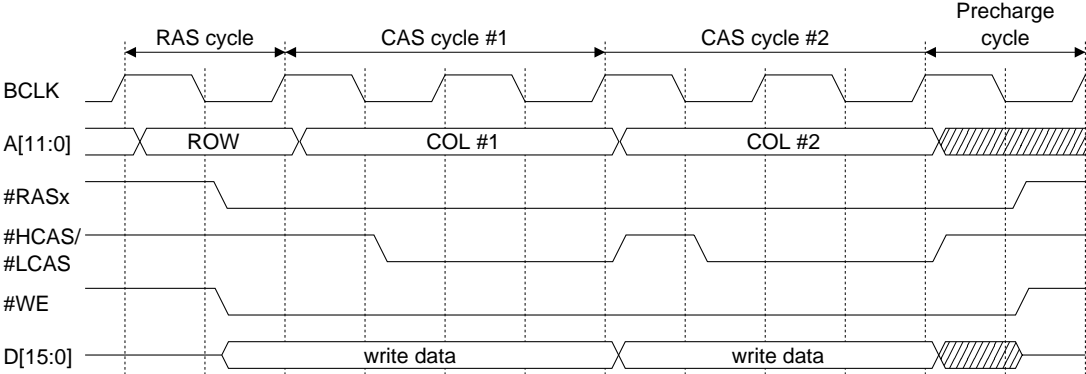 Precharge
RAS cycle CAS cycle #1 CAS cycle #2 cycle
BCLK
A[11:0] ROW COL #1 COL #2
#RASx
#HCAS/
#LCAS
#WE
D[15:0] write data write data